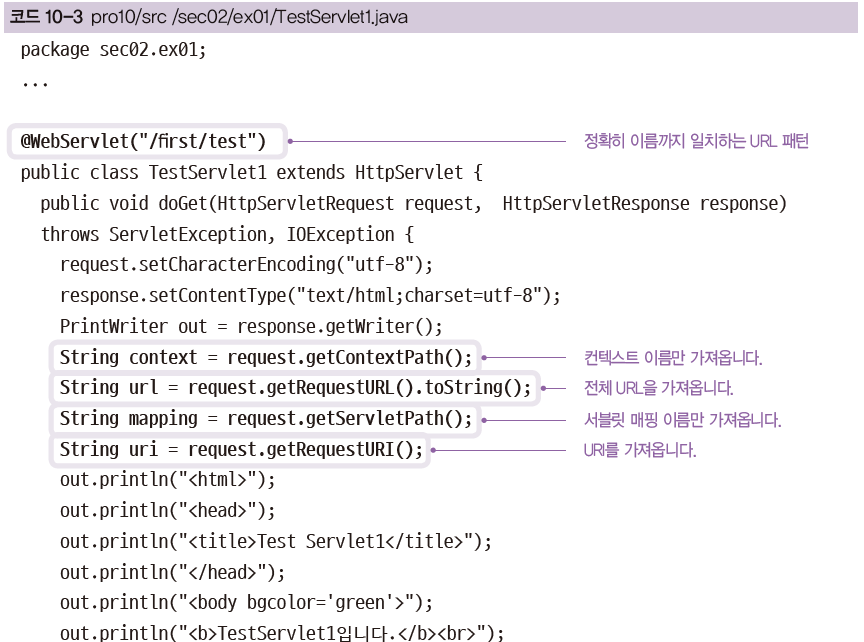 코드 10-3 pro10/src /sec02/ex01/TestServlet1.java
package sec02.ex01;
...
@WebServlet("/first/test") 정확히 이름까지 일치하는 URL 패턴
public class TestServlet1 extends HttpServlet {
public void doGet(HttpServletRequest request, HttpServletResponse response)
throws ServletException, IOException {
request.setCharacterEncoding("utf-8");
response.setContentType("text/html;charset=utf-8");
PrintWriter out = response.getWriter();
String context = request.getContextPath(); 컨텍스트 이름만 가져옵니다.
String url = request.getRequestURL().toString(); 전체 URL을 가져옵니다.
String mapping = request.getServletPath(); 서블릿 매핑 이름만 가져옵니다.
String uri = request.getRequestURI(); URI를 가져옵니다.
out.println("<html>");
out.println("<head>");
out.println("<title>Test Servlet1</title>");
out.println("</head>");
out.println("<body bgcolor='green'>");
out.println("<b>TestServlet1입니다.</b><br>");